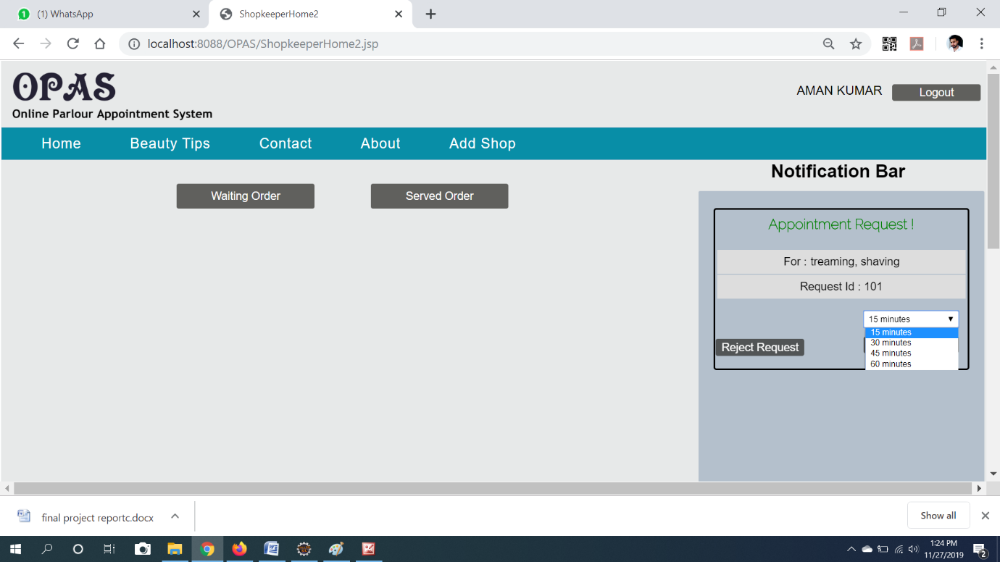 (1) WhatsApp
ShopkeeperHome2
localhost:8088/OPAS/ShopkeeperHome2.jsp
OPAS
Online Parlour Appointment System
AMAN KUMAR
Logout
Home
Beauty Tips
Contact
About
Add Shop
Notification Bar
Waiting Order
Served Order
Appointment Request !
For : treaming, shaving
Request Id : 101
15 minutes
15 minutes
30 minutes
45 minutes
60 minutes
Reject Request
final project reportc.docx
Show all
1:24 PM
11/27/2019
2